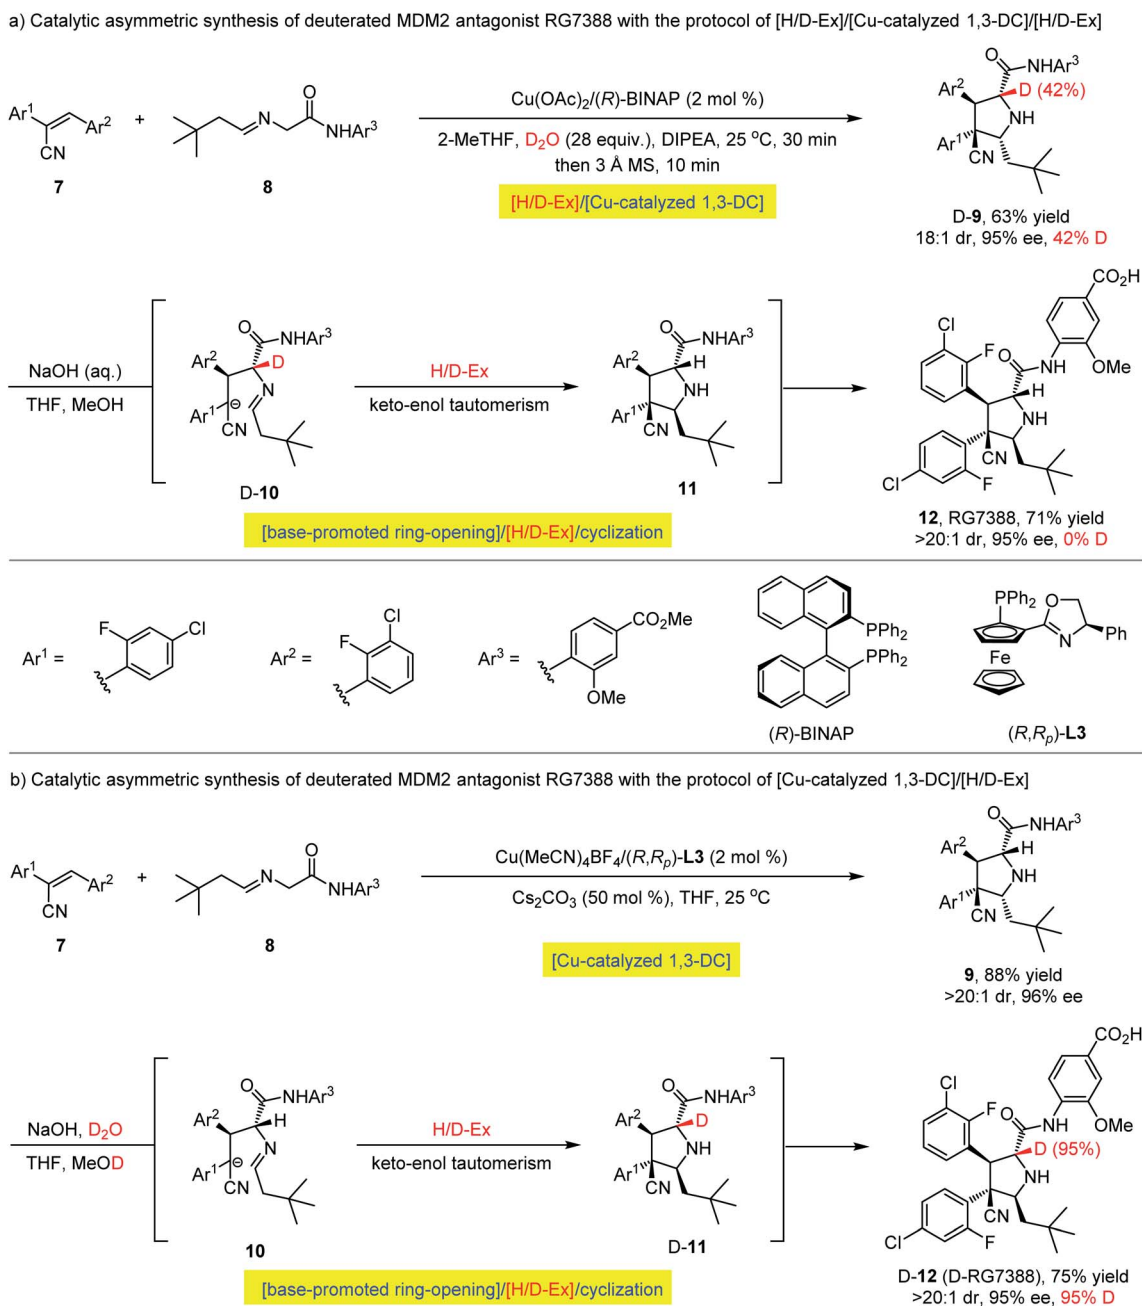 a) Catalytic asymmetric synthesis of deuterated MDM2 antagonist RG7388 with the protocol of [H/D-Ex]/[Cu-catalyzed 1,3-DC]/[H/D-Ex]
Ar1
Ar2
CN
7
+
N
O
NHAr3
8
Cu(OAc)2/(R)-BINAP (2 mol %)
2-MeTHF, D2O (28 equiv.), DIPEA, 25 oC, 30 min
then 3 Å MS, 10 min
[H/D-Ex]/[Cu-catalyzed 1,3-DC]
O
NHAr3
Ar2
D (42%)
NH
Ar1
CN
D-9, 63% yield
18:1 dr, 95% ee, 42% D
NaOH (aq.)
THF, MeOH
O
NHAr3
Ar2
D
N
Ar1
⊖
CN
D-10
H/D-Ex
keto-enol tautomerism
O
NHAr3
Ar2
H
NH
Ar1
CN
11
[base-promoted ring-opening]/[H/D-Ex]/cyclization
CO2H
Cl
F
O
NH
OMe
H
NH
CN
Cl
F
12, RG7388, 71% yield
>20:1 dr, 95% ee, 0% D
Ar1 =
F
Cl
Ar2 =
Cl
F
Ar3 =
CO2Me
OMe
PPh2
PPh2
(R)-BINAP
PPh2
O
N
Ph
Fe
(R,Rp)-L3
b) Catalytic asymmetric synthesis of deuterated MDM2 antagonist RG7388 with the protocol of [Cu-catalyzed 1,3-DC]/[H/D-Ex]
Ar1
Ar2
CN
7
+
N
O
NHAr3
8
Cu(MeCN)4BF4/(R,Rp)-L3 (2 mol %)
Cs2CO3 (50 mol %), THF, 25 oC
[Cu-catalyzed 1,3-DC]
O
NHAr3
Ar2
H
NH
Ar1
CN
9, 88% yield
>20:1 dr, 96% ee
NaOH, D2O
THF, MeOD
O
NHAr3
Ar2
H
N
Ar1
⊖
CN
10
H/D-Ex
keto-enol tautomerism
O
NHAr3
Ar2
D
NH
Ar1
CN
D-11
[base-promoted ring-opening]/[H/D-Ex]/cyclization
CO2H
Cl
F
O
NH
OMe
D (95%)
NH
CN
Cl
F
D-12 (D-RG7388), 75% yield
>20:1 dr, 95% ee, 95% D